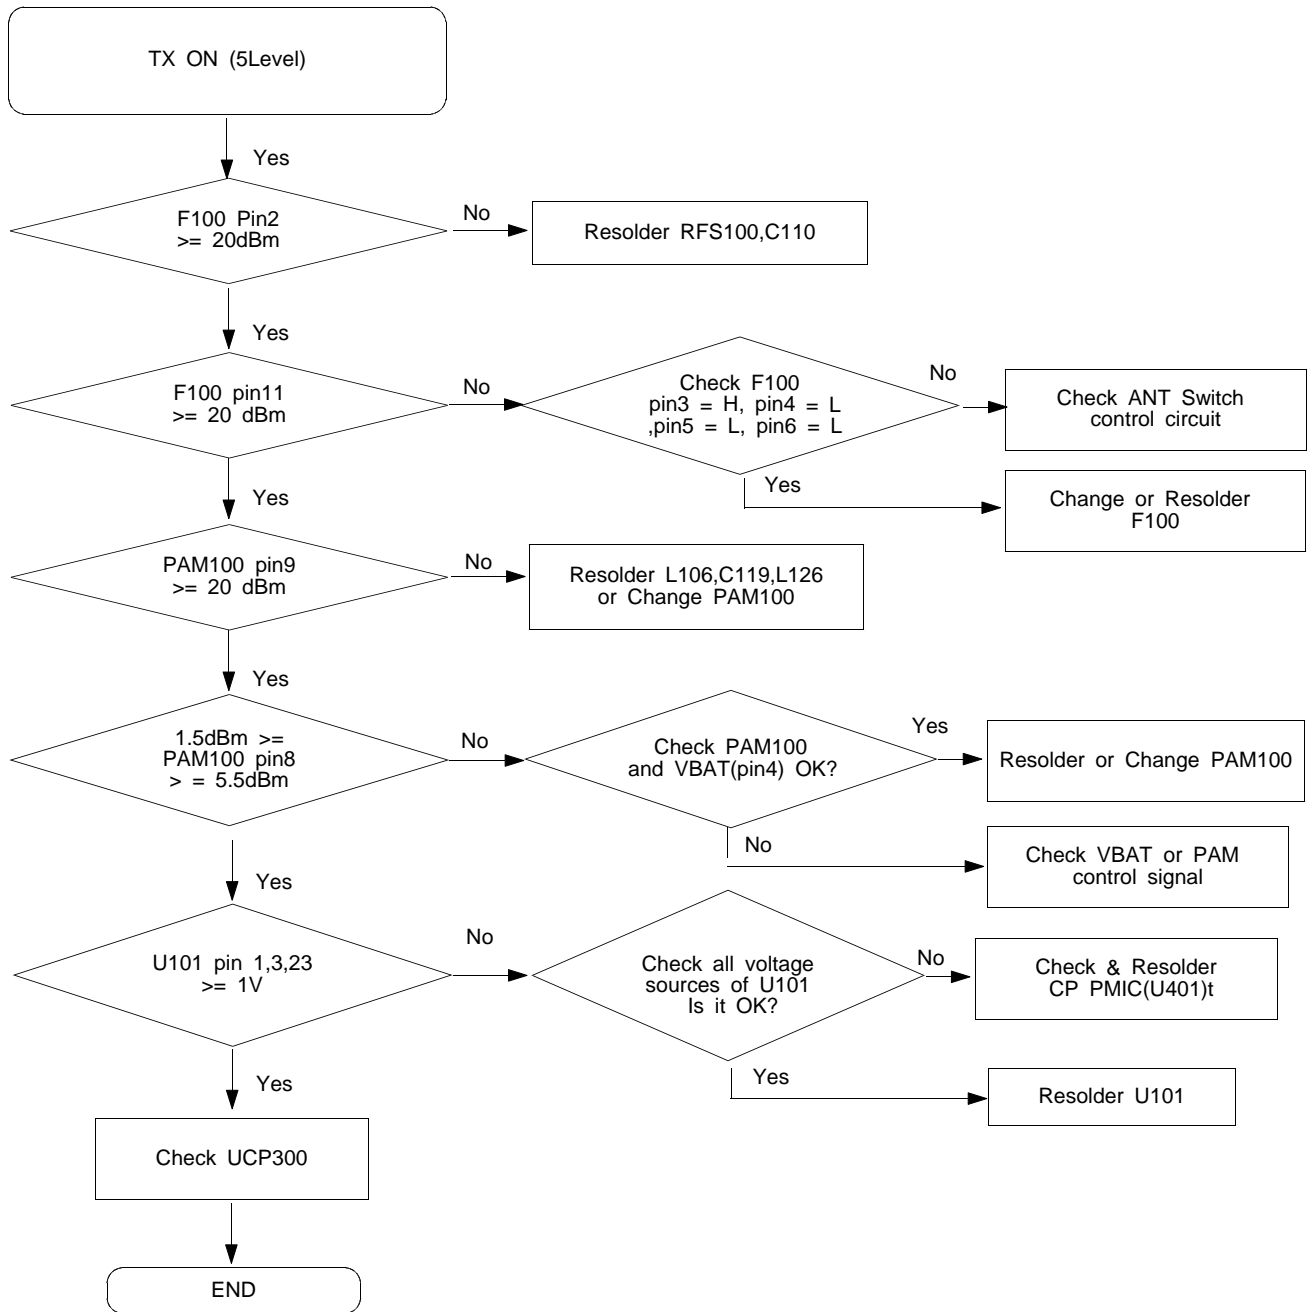 TX ON (5Level)
Yes
F100 Pin2
>= 20dBm
No
Resolder RFS100,C110
Yes
F100 pin11
>= 20 dBm
No
Check F100
pin3 = H, pin4 = L
,pin5 = L, pin6 = L
No
Check ANT Switch
control circuit
Yes
Change or Resolder
F100
Yes
PAM100 pin9
>= 20 dBm
No
Resolder L106,C119,L126
or Change PAM100
Yes
1.5dBm >=
PAM100 pin8
> = 5.5dBm
No
Check PAM100
and VBAT(pin4) OK?
Yes
Resolder or Change PAM100
No
Check VBAT or PAM
control signal
Yes
U101 pin 1,3,23
>= 1V
No
Check all voltage
sources of U101
Is it OK?
No
Check & Resolder
CP PMIC(U401)t
Yes
Resolder U101
Yes
Check UCP300
END